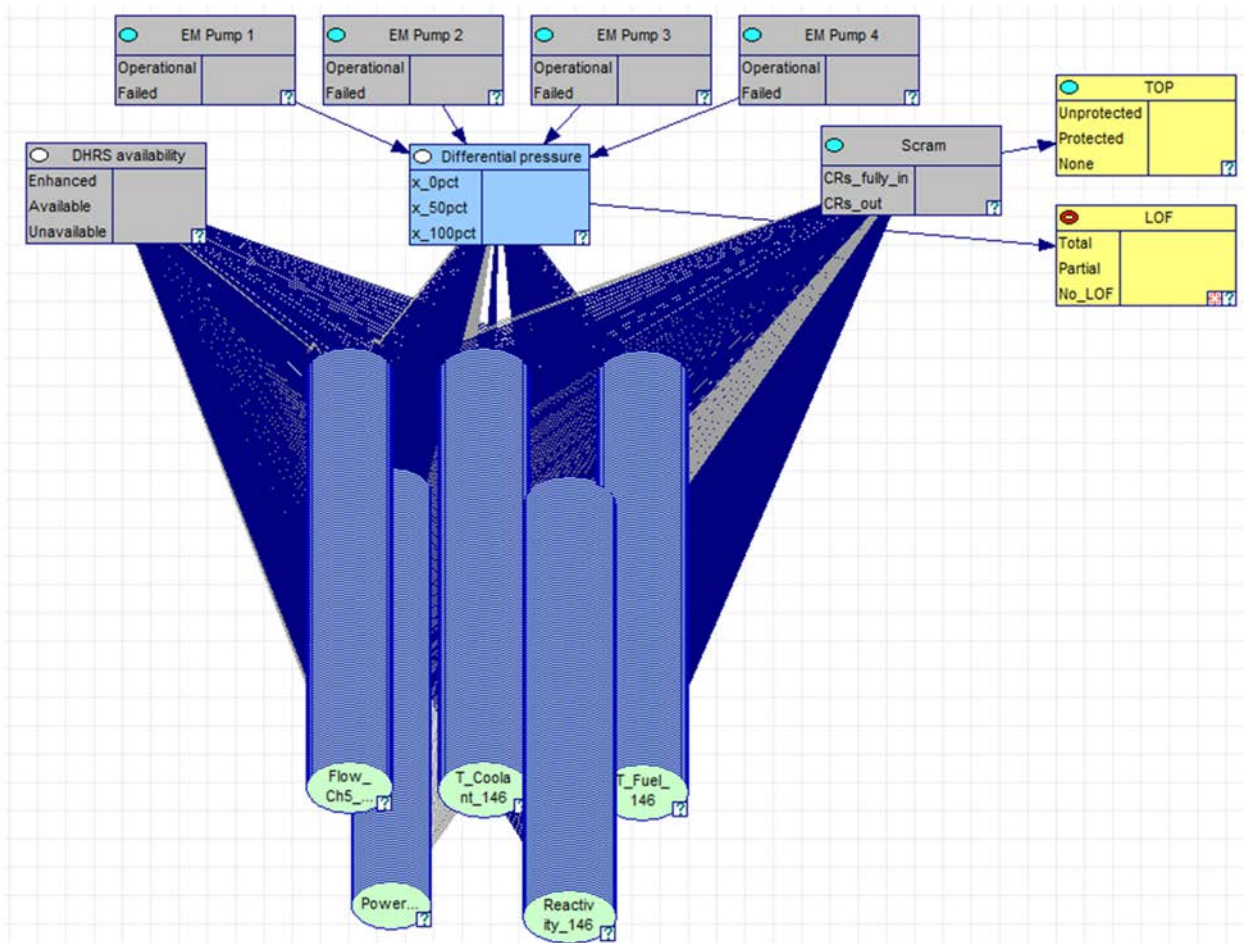 EM Pump 1
Operational
Failed
?
EM Pump 2
Operational
Failed
?
EM Pump 3
Operational
Failed
?
EM Pump 4
Operational
Failed
?
TOP
Unprotected
Protected
None
?
DHRS availability
Enhanced
Available
Unavailable
?
Differential pressure
x_0pct
x_50pct
x_100pct
?
Scram
CRs_fully_in
CRs_out
?
LOF
Total
Partial
No_LOF
?
Flow_
Ch5_...
?
T_Coola
nt_146
?
T_Fuel_
146
?
Power...
?
Reactiv
ity_146
?